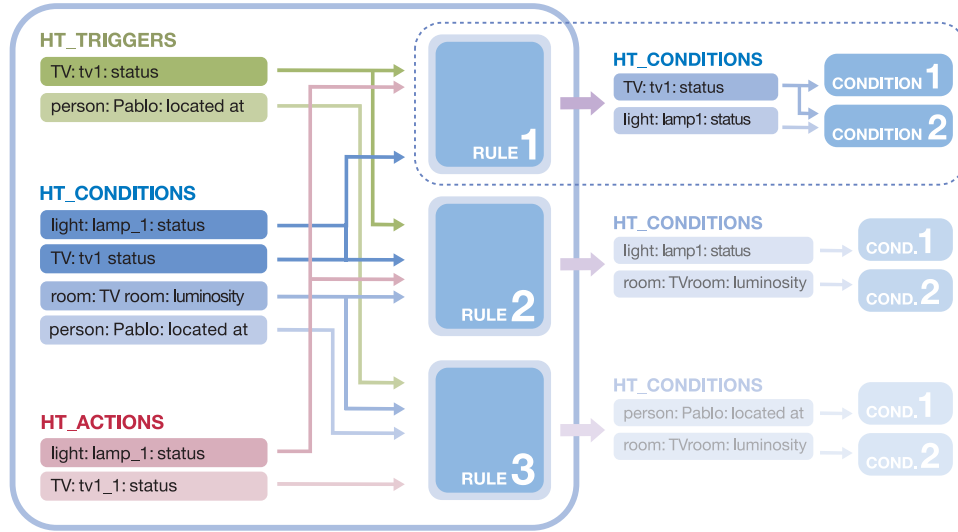 HT_TRIGGERS
TV: tv1: status
person: Pablo: located at
HT_CONDITIONS
light: lamp_1: status
TV: tv1 status
room: TV room: luminosity
person: Pablo: located at
HT_ACTIONS
light: lamp_1: status
TV: tv1_1: status
RULE 1
RULE 2
RULE 3
HT_CONDITIONS
TV: tv1: status
light: lamp1: status
CONDITION 1
CONDITION 2
HT_CONDITIONS
light: lamp1: status
room: TVroom: luminosity
COND. 1
COND. 2
HT_CONDITIONS
person: Pablo: located at
room: TVroom: luminosity
COND. 1
COND. 2